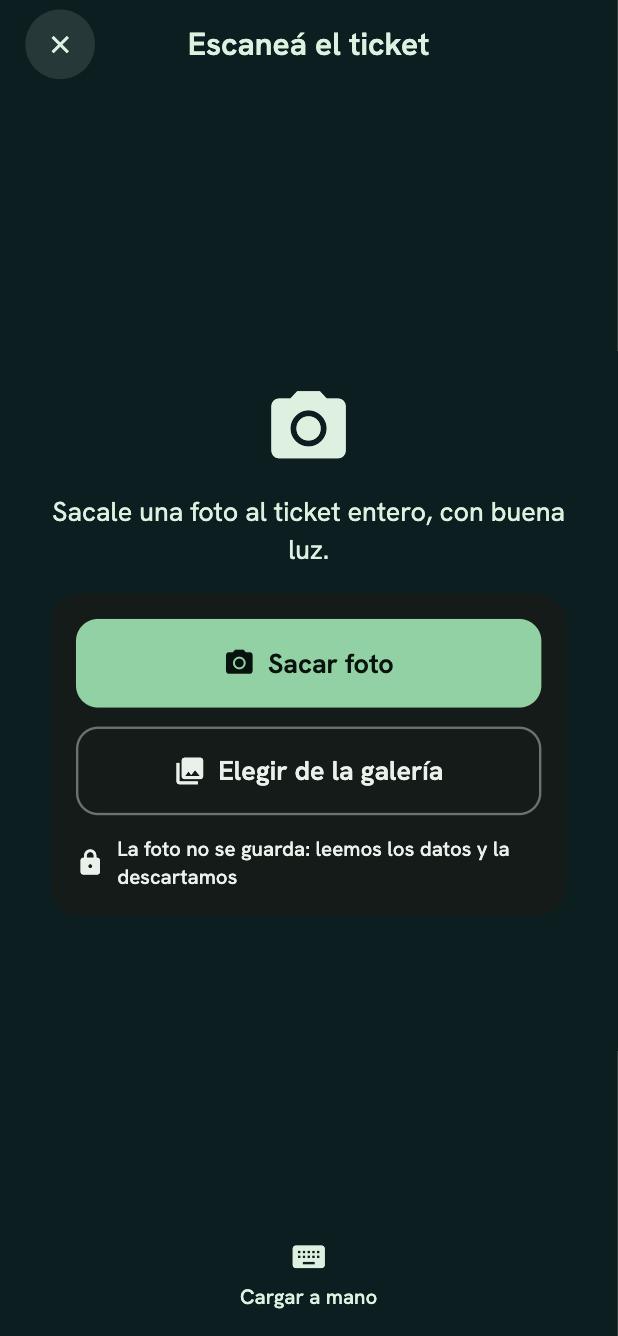 Escaneá el ticket
Sacale una foto al ticket entero, con buena
luz.
Sacar foto
Elegir de la galería
La foto no se guarda: leemos los datos y la
descartamos
Cargar a mano